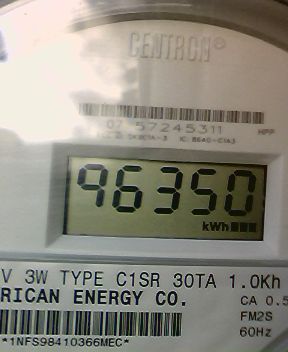 CENTRON®
07 57245311 HPP
96350
kWh
V 3W TYPE C1SR 30TA 1.0Kh
RICAN ENERGY CO. CA 0.5
FM2S
60Hz
*1NFS98410366MEC*